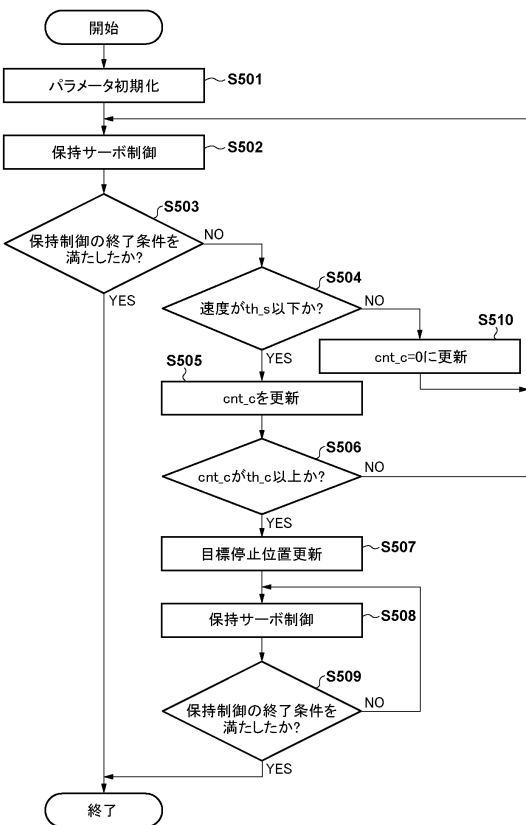 開始
パラメータ初期化
S501
保持サーボ制御
S502
S503
保持制御の終了条件を
満たしたか?
NO
YES
S504
速度がth_s以下か?
NO
YES
S510
cnt_c=0に更新
S505
cnt_cを更新
S506
cnt_cがth_c以上か?
NO
YES
目標停止位置更新
S507
保持サーボ制御
S508
S509
保持制御の終了条件を
満たしたか?
NO
YES
終了